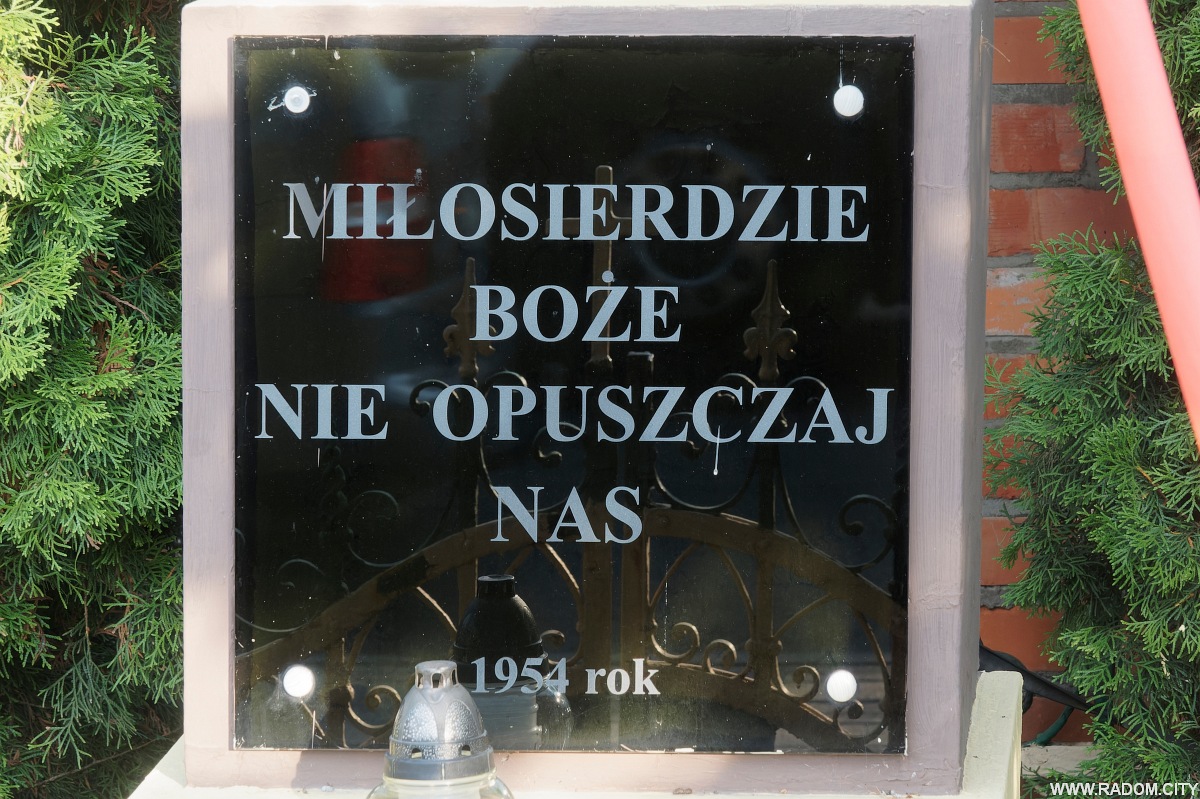 MIŁOSIERDZIE
BOŻE
NIE OPUSZCZAJ
NAS
1954 rok
WWW.RADOM.CITY